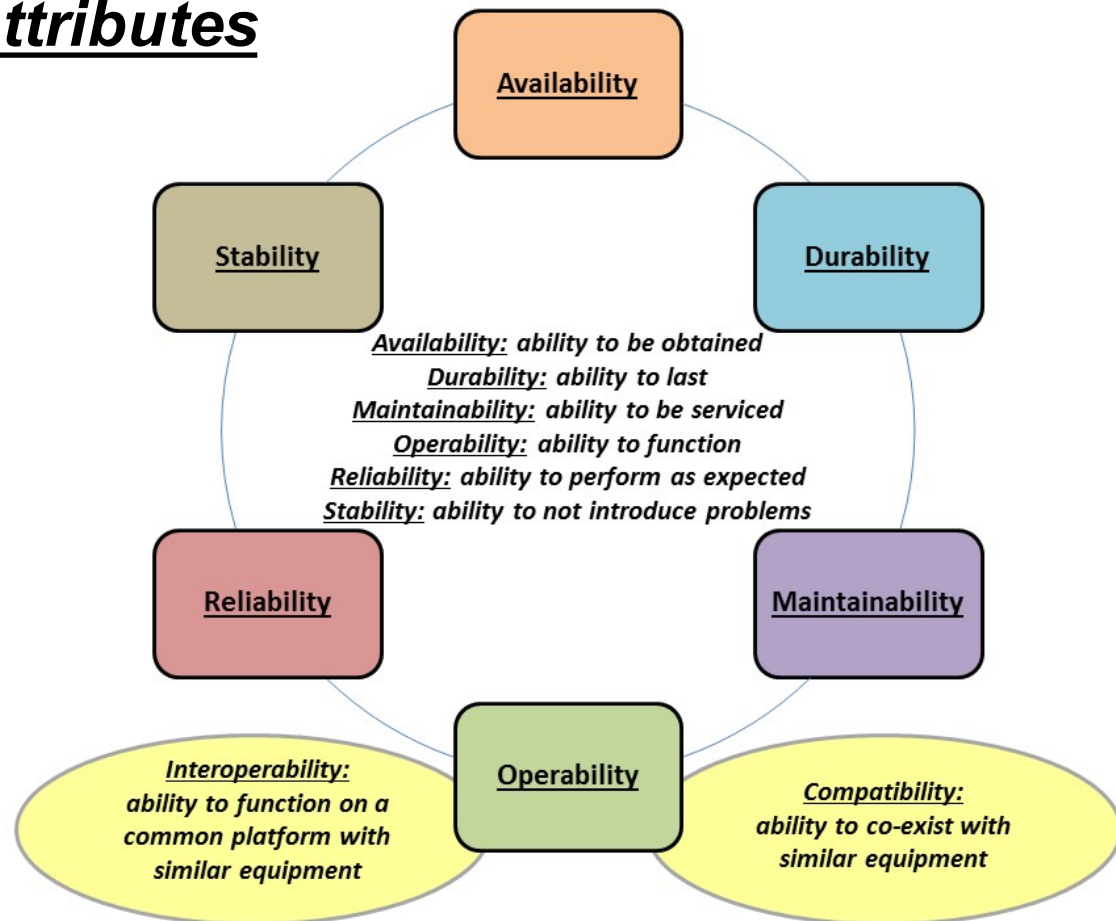 ttributes
Availability
Stability
Durability
Availability: ability to be obtained
Durability: ability to last
Maintainability: ability to be serviced
Operability: ability to function
Reliability: ability to perform as expected
Stability: ability to not introduce problems
Reliability
Maintainability
Operability
Interoperability:
ability to function on a
common platform with
similar equipment
Compatibility:
ability to co-exist with
similar equipment